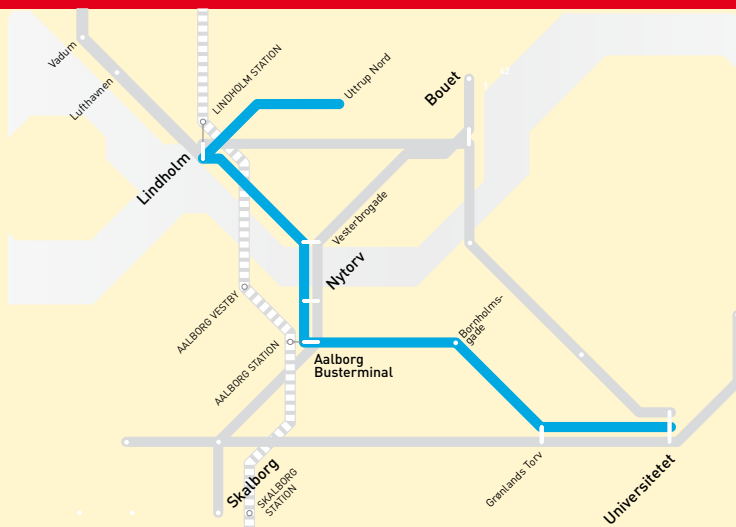 Vadum
Lufthavnen
LINDHOLM STATION
Uttrup Nord
Bouet
Lindholm
Vesterbrogade
Nytorv
AALBORG VESTBY
AALBORG STATION
Aalborg
Busterminal
Bornholms-
gade
Skalborg
SKALBORG
STATION
Grønlands Torv
Universitetet